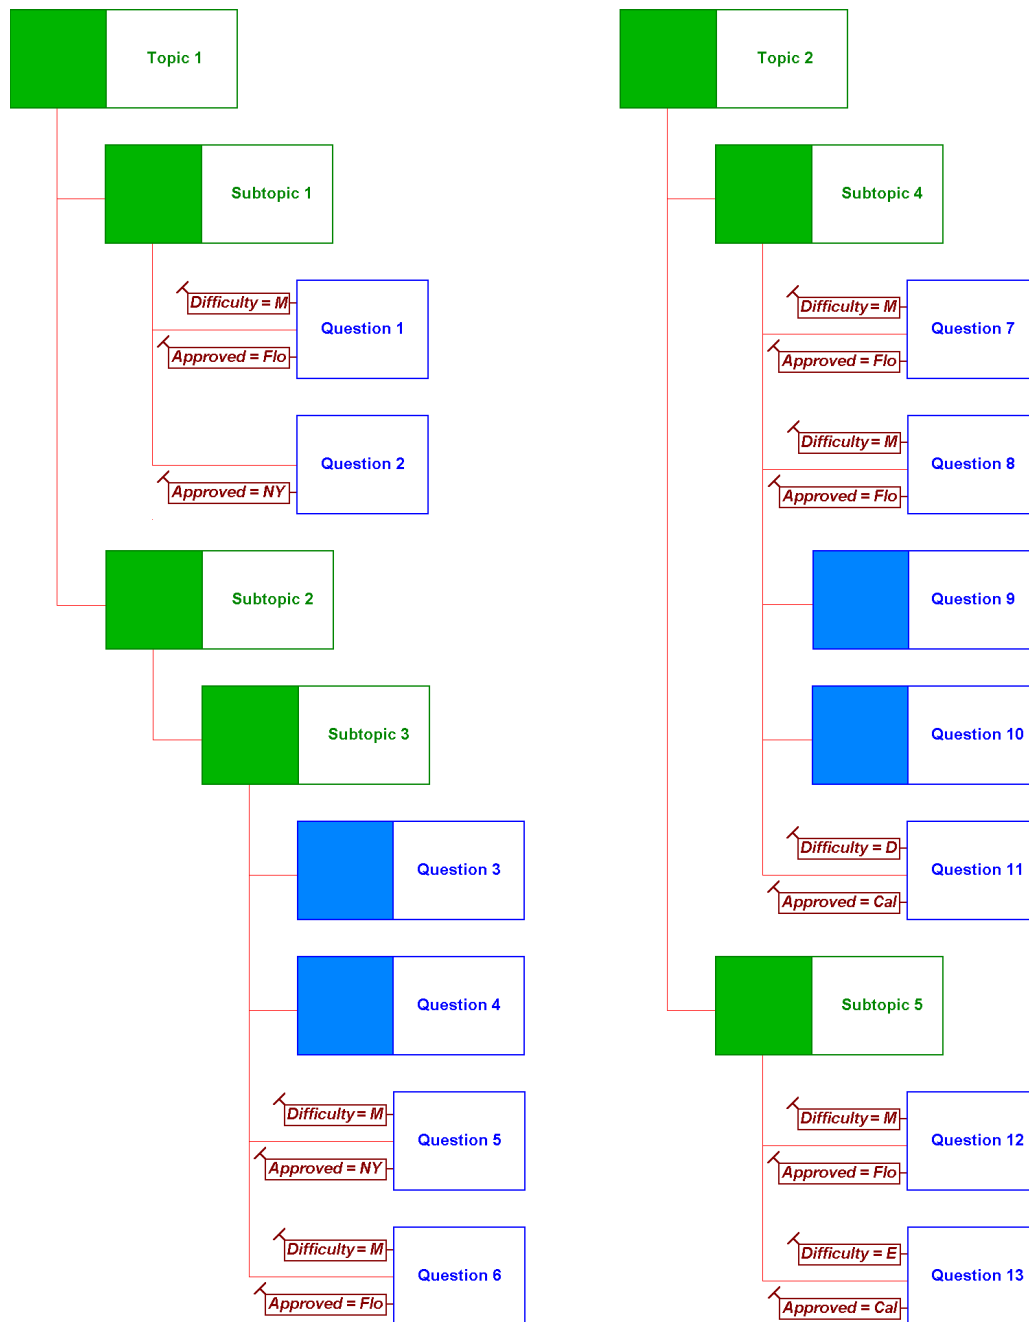 Topic 1
Subtopic 1
Difficulty = M
Question 1
Approved = Flo
Question 2
Approved = NY
Subtopic 2
Subtopic 3
Question 3
Question 4
Difficulty = M
Question 5
Approved = NY
Difficulty = M
Question 6
Approved = Flo
Topic 2
Subtopic 4
Difficulty = M
Question 7
Approved = Flo
Difficulty = M
Question 8
Approved = Flo
Question 9
Question 10
Difficulty = D
Question 11
Approved = Cal
Subtopic 5
Difficulty = M
Question 12
Approved = Flo
Difficulty = E
Question 13
Approved = Cal